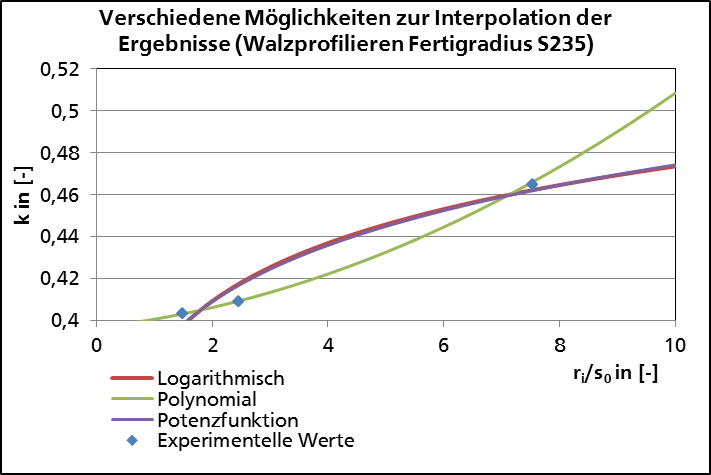 Verschiedene Möglichkeiten zur Interpolation der
Ergebnisse (Walzprofilieren Fertigradius S235)
k in [-]
0,52
0,5
0,48
0,46
0,44
0,42
0,4
0 2 4 6 8 10
ri/s0 in [-]
Logarithmisch
Polynomial
Potenzfunktion
Experimentelle Werte